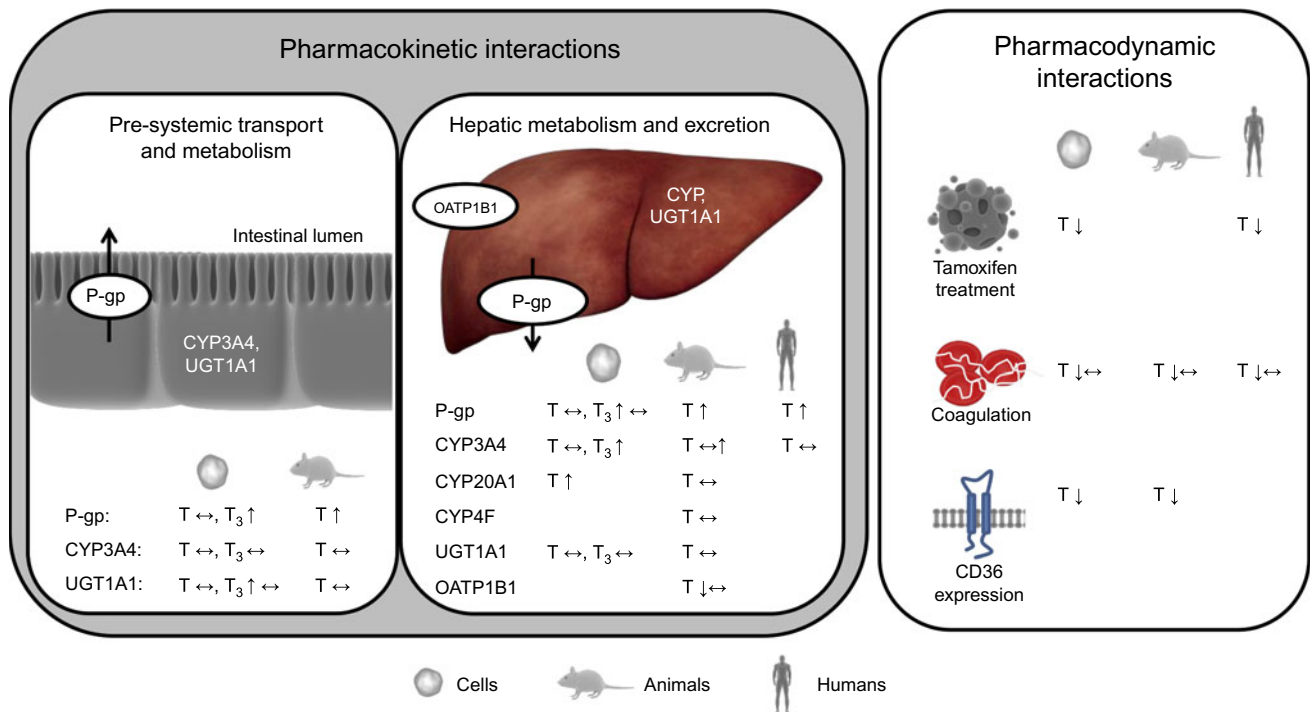 Pharmacokinetic interactions
Pre-systemic transport
and metabolism
Intestinal lumen
P-gp
CYP3A4,
UGT1A1
P-gp: T ↔, T₃ ↑ T ↑
CYP3A4: T ↔, T₃ ↔ T ↔
UGT1A1: T ↔, T₃ ↑ ↔ T ↔
Hepatic metabolism and excretion
OATP1B1
CYP,
UGT1A1
P-gp
P-gp T ↔, T₃ ↑ ↔ T ↑ T ↑
CYP3A4 T ↔, T₃ ↑ T ↔↑ T ↔
CYP20A1 T ↑ T ↔
CYP4F T ↔
UGT1A1 T ↔, T₃ ↔ T ↔
OATP1B1 T ↓↔
Pharmacodynamic
interactions
T ↓ T ↓
Tamoxifen
treatment
T ↓↔ T ↓↔ T ↓↔
Coagulation
T ↓ T ↓
CD36
expression
Cells Animals Humans